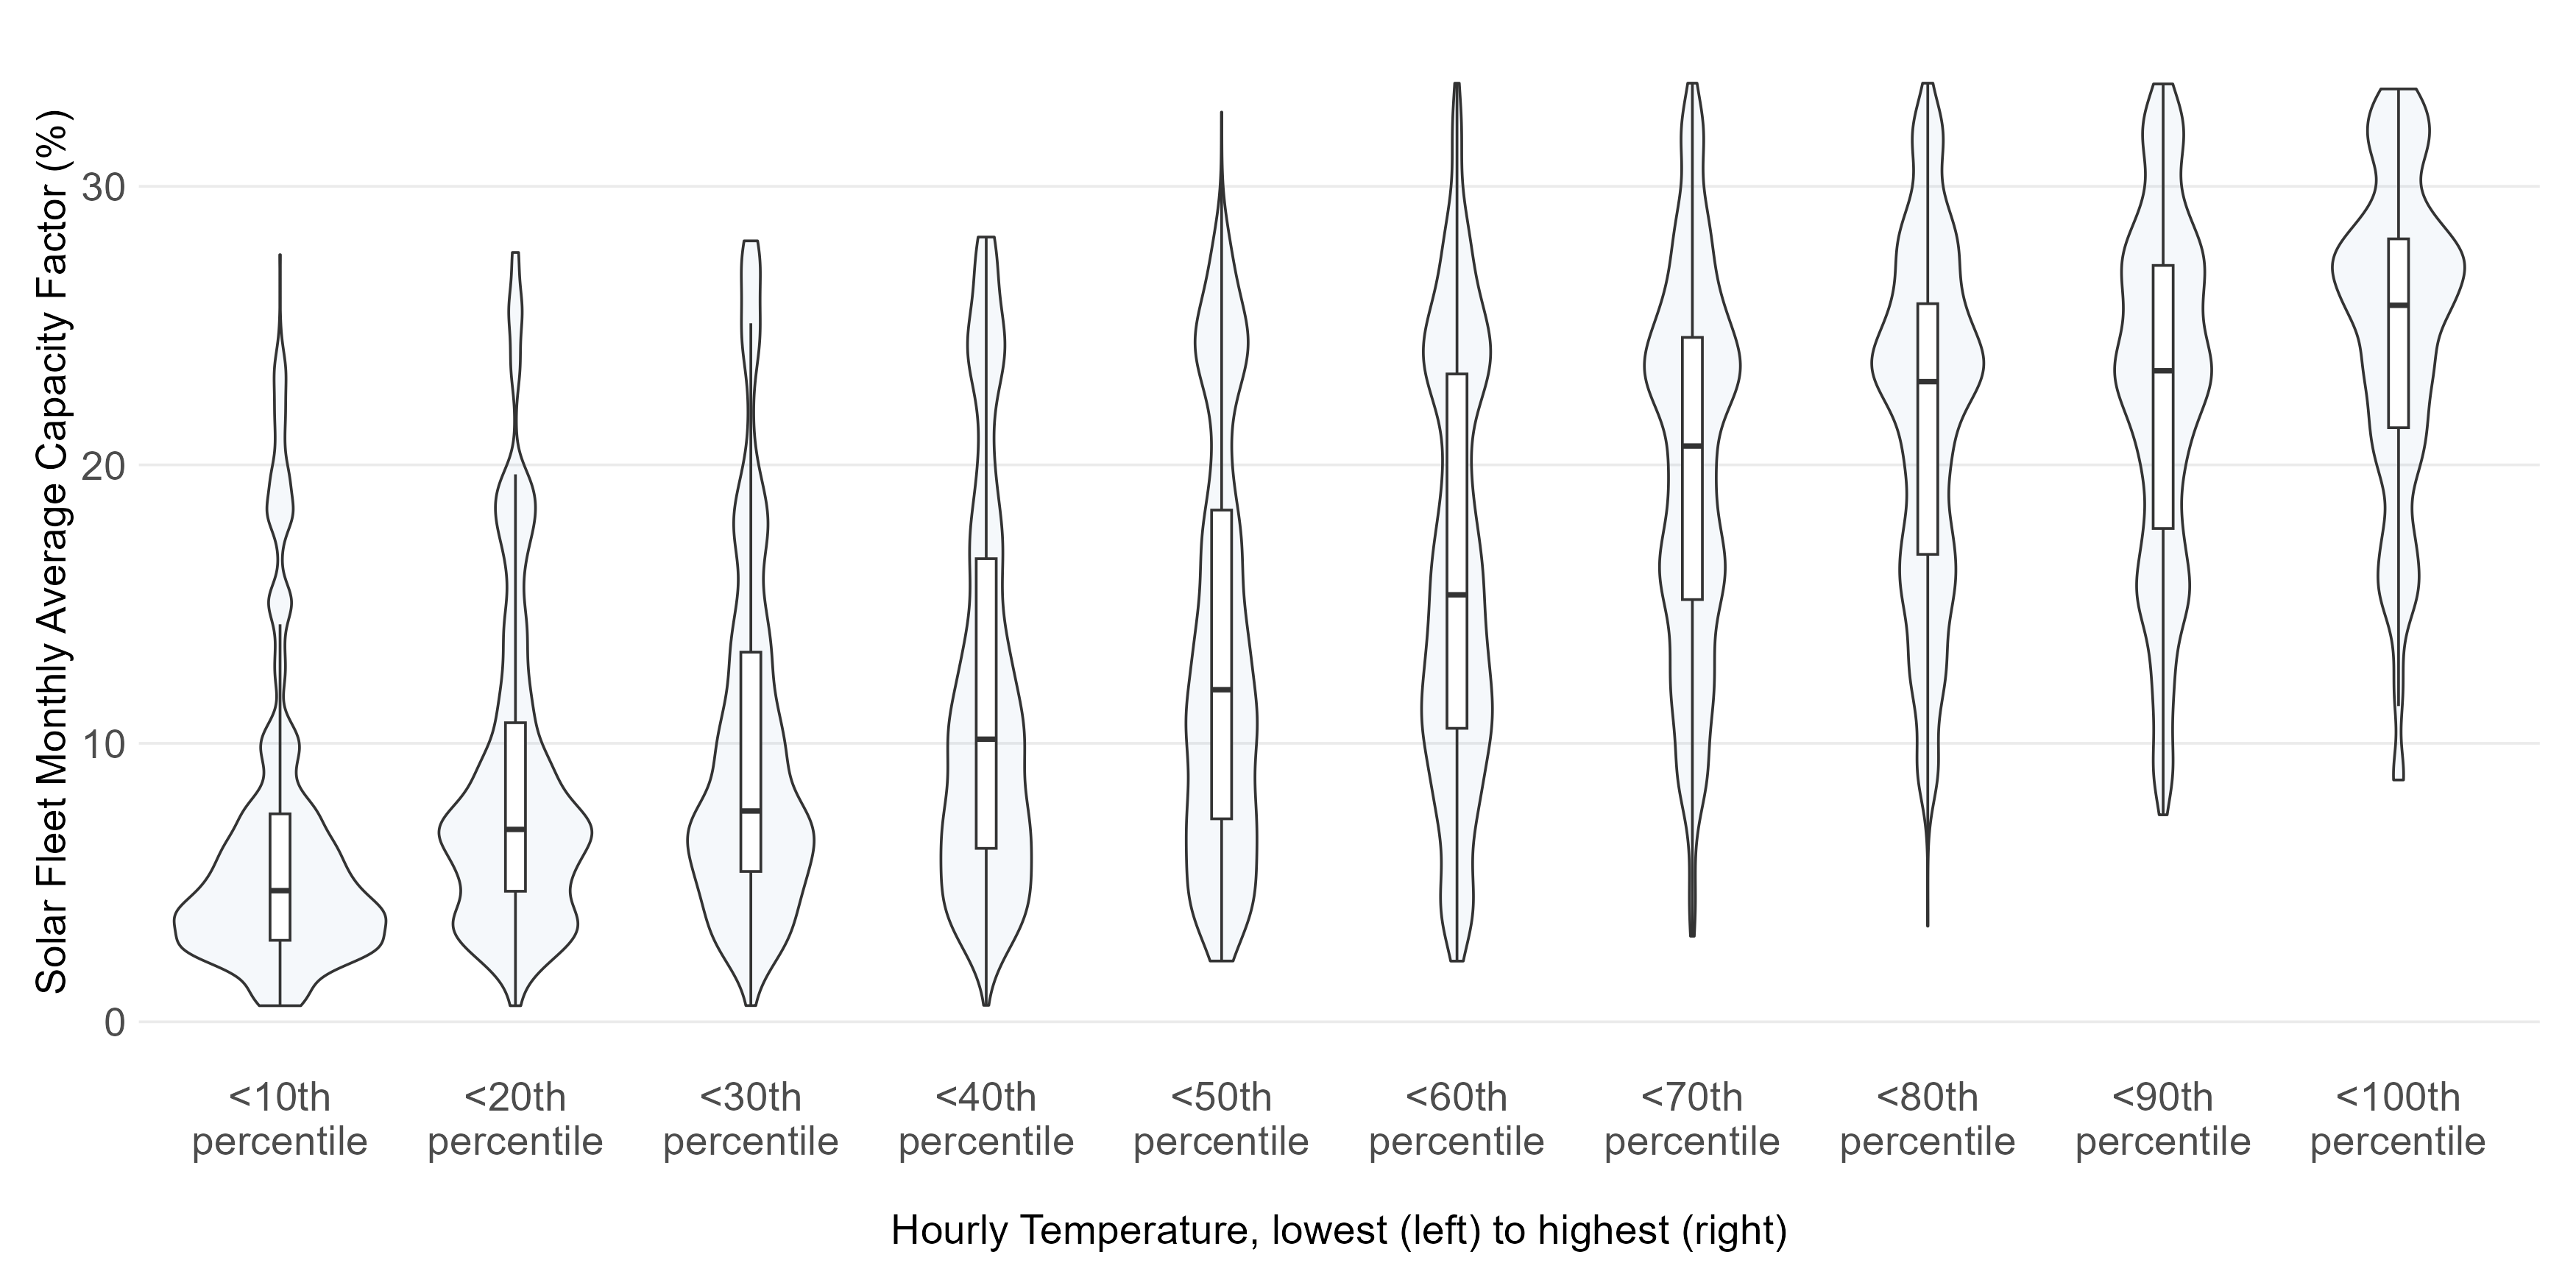 Solar Fleet Monthly Average Capacity Factor (%)
30
20
10
0
<10th
percentile
<20th
percentile
<30th
percentile
<40th
percentile
<50th
percentile
<60th
percentile
<70th
percentile
<80th
percentile
<90th
percentile
<100th
percentile
Hourly Temperature, lowest (left) to highest (right)